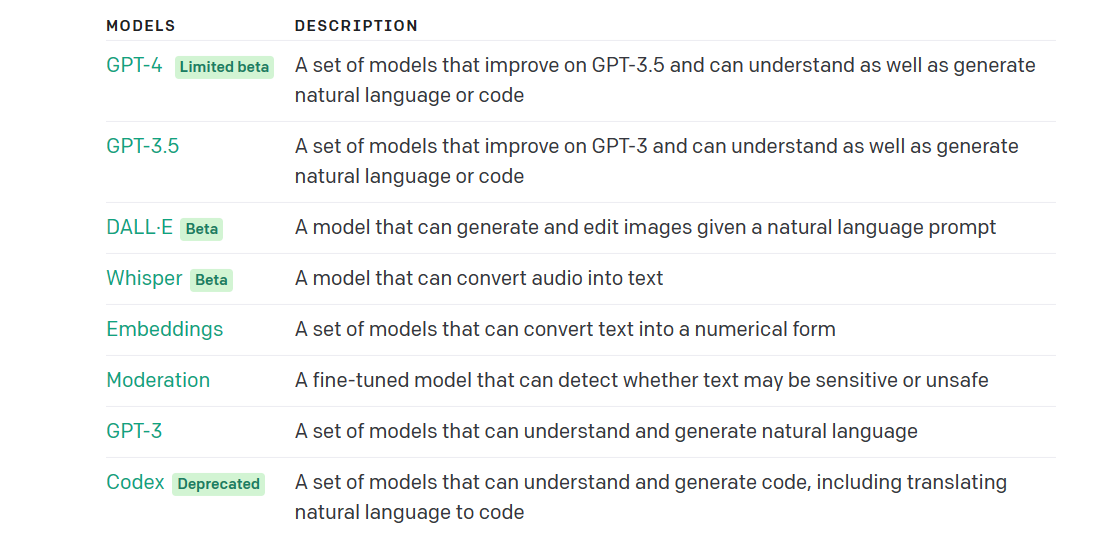 MODELS DESCRIPTION
GPT-4 Limited beta A set of models that improve on GPT-3.5 and can understand as well as generate
natural language or code
GPT-3.5 A set of models that improve on GPT-3 and can understand as well as generate
natural language or code
DALL·E Beta A model that can generate and edit images given a natural language prompt
Whisper Beta A model that can convert audio into text
Embeddings A set of models that can convert text into a numerical form
Moderation A fine-tuned model that can detect whether text may be sensitive or unsafe
GPT-3 A set of models that can understand and generate natural language
Codex Deprecated A set of models that can understand and generate code, including translating
natural language to code